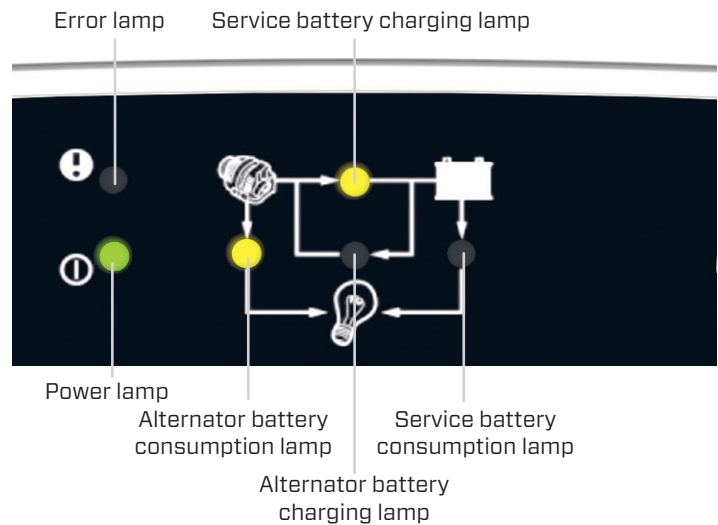 Error lamp
Service battery charging lamp
Power lamp
Alternator battery
consumption lamp
Service battery
consumption lamp
Alternator battery
charging lamp